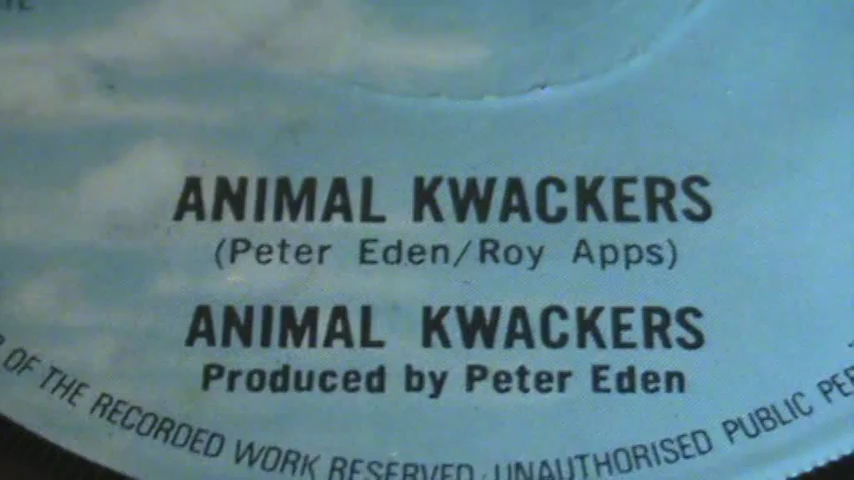 ANIMAL KWACKERS
(Peter Eden/Roy Apps)
ANIMAL KWACKERS
Produced by Peter Eden
OF THE RECORDED WORK RESERVED. UNAUTHORISED PUBLIC